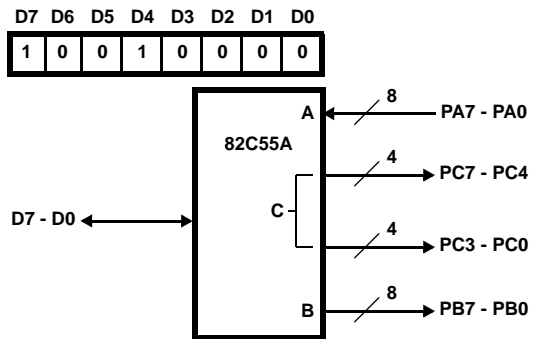 D7 D6 D5 D4 D3 D2 D1 D0
1 0 0 1 0 0 0 0
A 8 PA7 - PA0
82C55A
4 PC7 - PC4
C
D7 - D0
4 PC3 - PC0
B 8 PB7 - PB0